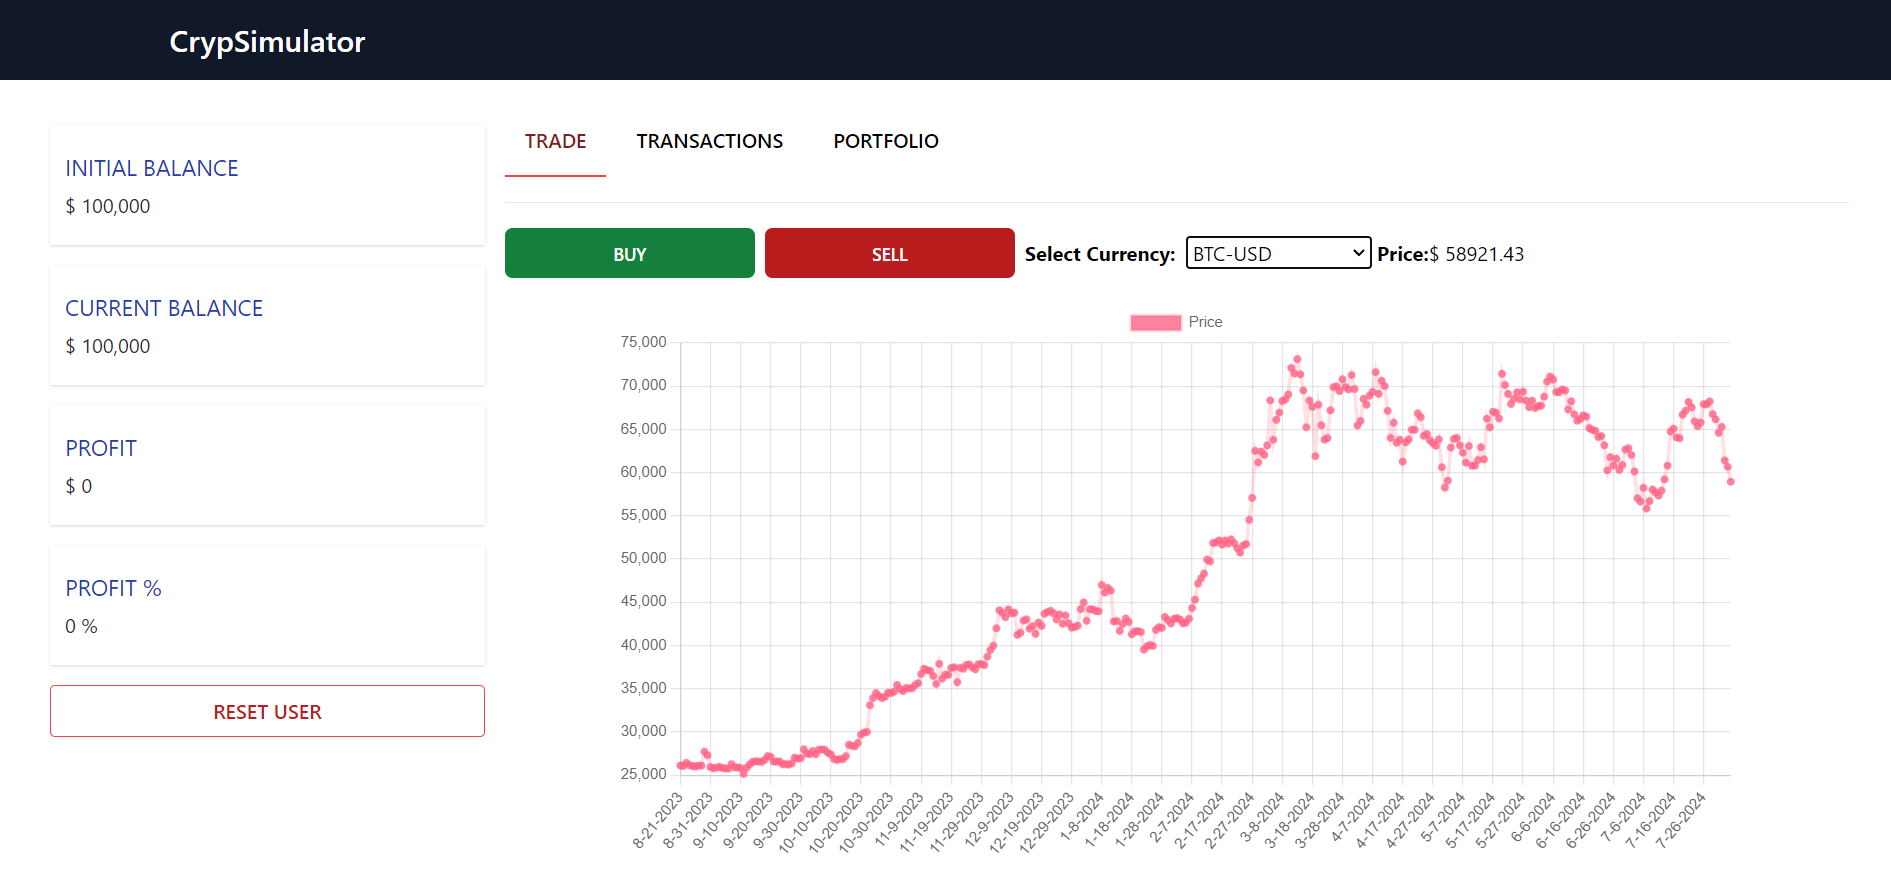 CrypSimulator
INITIAL BALANCE
$ 100,000
CURRENT BALANCE
$ 100,000
PROFIT
$ 0
PROFIT %
0 %
RESET USER
TRADE TRANSACTIONS PORTFOLIO
BUY SELL Select Currency: BTC-USD Price:$ 58921.43
Price
75,000
70,000
65,000
60,000
55,000
50,000
45,000
40,000
35,000
30,000
25,000
8-21-2023 8-31-2023 9-10-2023 9-20-2023 9-30-2023 10-10-2023 10-20-2023 10-30-2023 11-9-2023 11-19-2023 11-29-2023 12-9-2023 12-19-2023 12-29-2023 1-8-2024 1-18-2024 1-28-2024 2-7-2024 2-17-2024 2-27-2024 3-8-2024 3-18-2024 3-28-2024 4-7-2024 4-17-2024 4-27-2024 5-7-2024 5-17-2024 5-27-2024 6-6-2024 6-16-2024 6-26-2024 7-6-2024 7-16-2024 7-26-2024